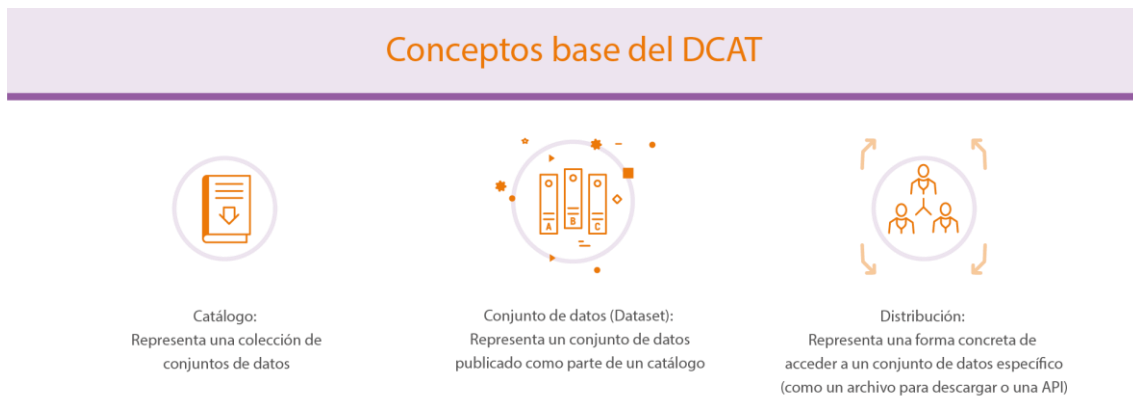 Conceptos base del DCAT
A
B
C
Catálogo:
Representa una colección de
conjuntos de datos
Conjunto de datos (Dataset):
Representa un conjunto de datos
publicado como parte de un catálogo
Distribución:
Representa una forma concreta de
acceder a un conjunto de datos específico
(como un archivo para descargar o una API)